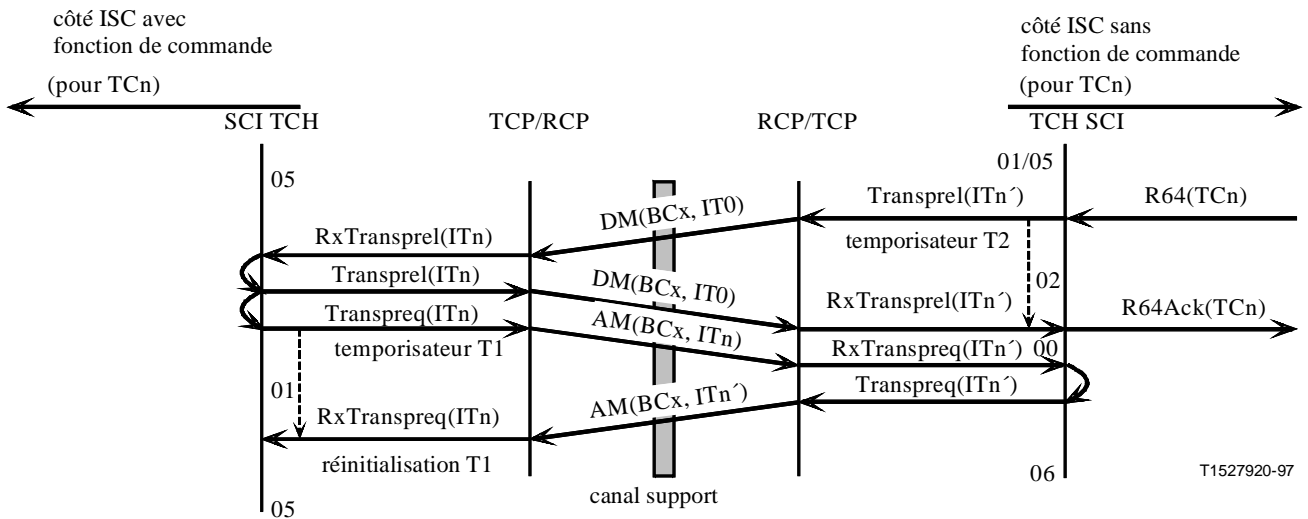 côté ISC avec
fonction de commande
(pour TCn)
côté ISC sans
fonction de commande
(pour TCn)
SCI TCH
TCP/RCP
RCP/TCP
TCH SCI
05
01/05
Transprel(ITn´)
R64(TCn)
DM(BCx, IT0)
RxTransprel(ITn)
temporisateur T2
Transprel(ITn)
DM(BCx, IT0)
02
RxTransprel(ITn´)
R64Ack(TCn)
Transpreq(ITn)
AM(BCx, ITn)
temporisateur T1
RxTranspreq(ITn´)
00
01
Transpreq(ITn´)
AM(BCx, ITn´)
RxTranspreq(ITn)
réinitialisation T1
06
T1527920-97
canal support
05